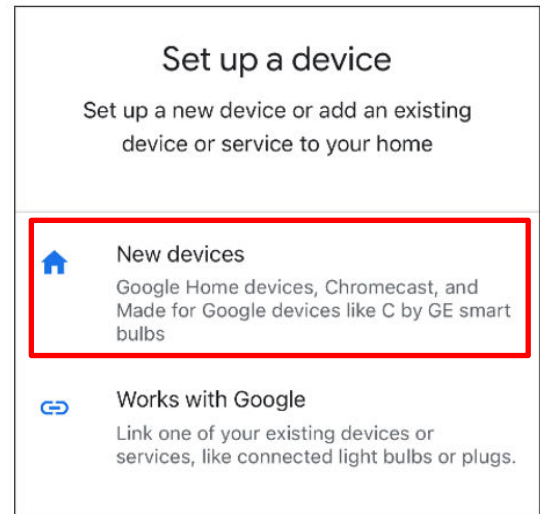 Set up a device
Set up a new device or add an existing
device or service to your home
New devices
Google Home devices, Chromecast, and
Made for Google devices like C by GE smart
bulbs
Works with Google
Link one of your existing devices or
services, like connected light bulbs or plugs.